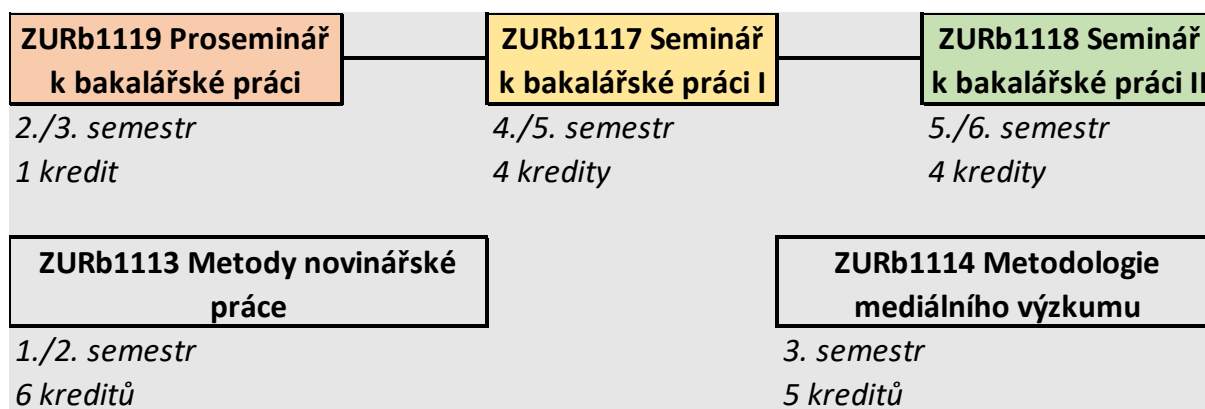 ZURb1119 Proseminář
k bakalářské práci
2./3. semestr
1 kredit
ZURb1117 Seminář
k bakalářské práci I
4./5. semestr
4 kredity
ZURb1118 Seminář
k bakalářské práci II
5./6. semestr
4 kredity
ZURb1113 Metody novinářské
práce
1./2. semestr
6 kreditů
ZURb1114 Metodologie
mediálního výzkumu
3. semestr
5 kreditů